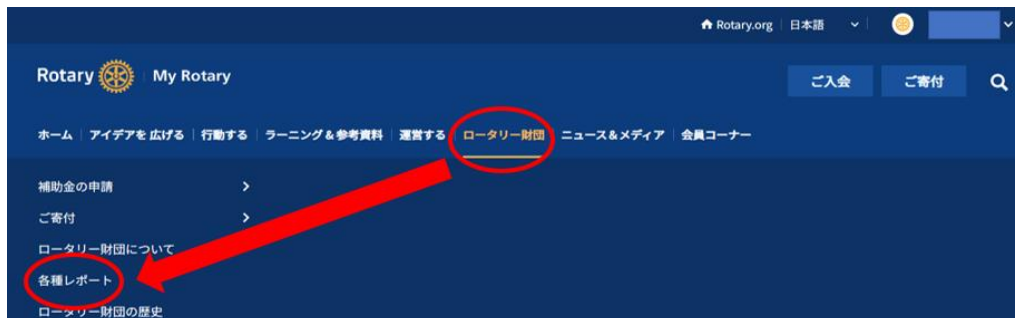 Rotary.org 日本語
Rotary My Rotary
ご入会 ご寄付
ホーム アイデアを広げる 行動する ラーニング＆参考資料 運営する ロータリー財団 ニュース＆メディア 会員コーナー
補助金の申請
ご寄付
ロータリー財団について
各種レポート
ロータリー財団の歴史